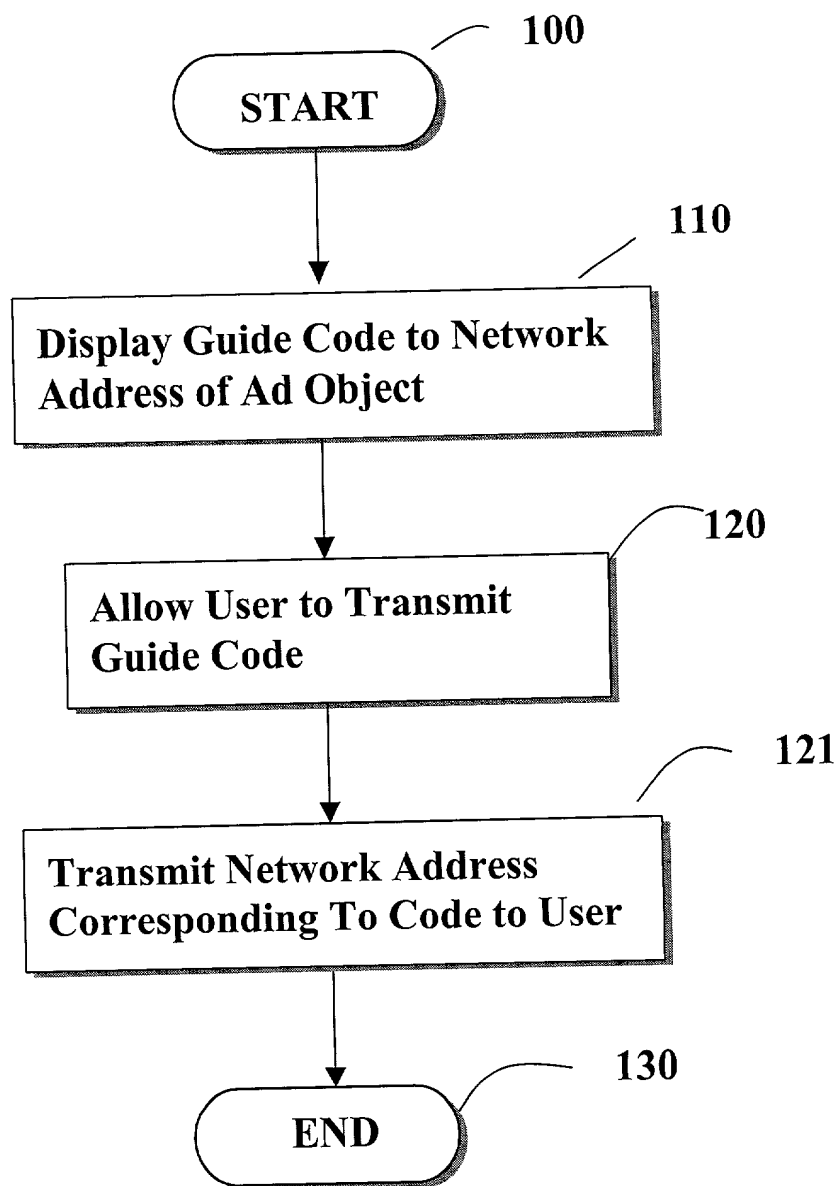 100
START
110
Display Guide Code to Network
Address of Ad Object
120
Allow User to Transmit
Guide Code
121
Transmit Network Address
Corresponding To Code to User
130
END